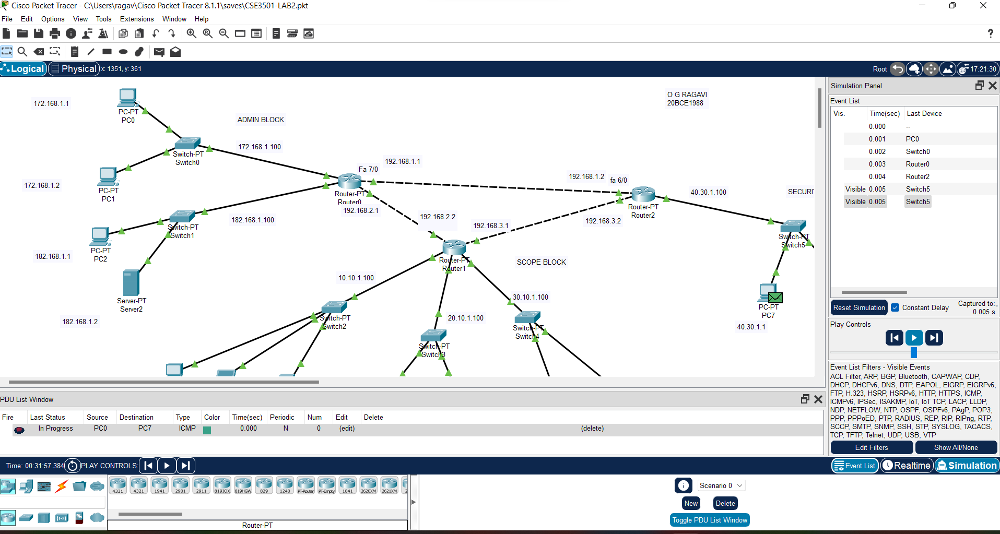 Cisco Packet Tracer - C:\Users\ragav\Cisco Packet Tracer 8.1.1\saves\CSE3501-LAB2.pkt
File Edit Options View Tools Extensions Window Help
?
Logical Physical x: 1351, y: 361
Root 17:21:30
172.168.1.1
PC-PT
PC0
ADMIN BLOCK
O G RAGAVI
20BCE1988
172.168.1.100
Switch-PT
Switch0
192.168.1.1
Fa 7/0
172.168.1.2
PC-PT
PC1
Router-PT
Router0
192.168.2.1
192.168.1.2
fa 6/0
40.30.1.100
SECURI
Router-PT
Router2
192.168.2.2
192.168.3.1
192.168.3.2
182.168.1.100
Switch-PT
Switch1
PC-PT
PC2
182.168.1.1
Switch-PT
Switch5
Router-PT
Router1
SCOPE BLOCK
10.10.1.100
30.10.1.100
Server-PT
Server2
182.168.1.2
Switch-PT
Switch2
20.10.1.100
Switch-PT
Switch3
Switch-PT
Switch4
PC-PT
PC7
40.30.1.1
Simulation Panel
Event List
Vis. Time(sec) Last Device
0.000 --
0.001 PC0
0.002 Switch0
0.003 Router0
0.004 Router2
Visible 0.005 Switch5
Visible 0.005 Switch5
Reset Simulation Constant Delay Captured to:
0.005 s
Play Controls
Event List Filters - Visible Events
ACL Filter, ARP, BGP, Bluetooth, CAPWAP, CDP,
DHCP, DHCPv6, DNS, DTP, EAPOL, EIGRP, EIGRPv6,
FTP, H.323, HSRP, HSRPv6, HTTP, HTTPS, ICMP,
ICMPv6, IPSec, ISAKMP, IoT, IoT TCP, LACP, LLDP,
NDP, NETFLOW, NTP, OSPF, OSPFv6, PAgP, POP3,
PPP, PPPoED, PTP, RADIUS, REP, RIP, RIPng, RTP,
SCCP, SMTP, SNMP, SSH, STP, SYSLOG, TACACS,
TCP, TFTP, Telnet, UDP, USB, VTP
Edit Filters Show All/None
PDU List Window
Fire Last Status Source Destination Type Color Time(sec) Periodic Num Edit Delete
In Progress PC0 PC7 ICMP 0.000 N 0 (edit) (delete)
Time: 00:31:57.384 PLAY CONTROLS:
Event List Realtime Simulation
4331 4321 1941 2901 2911 819IOX 819HGW 829 1240 PT-Router PT-Empty 1841 2620XM 2621XM 2
Router-PT
Scenario 0
New Delete
Toggle PDU List Window